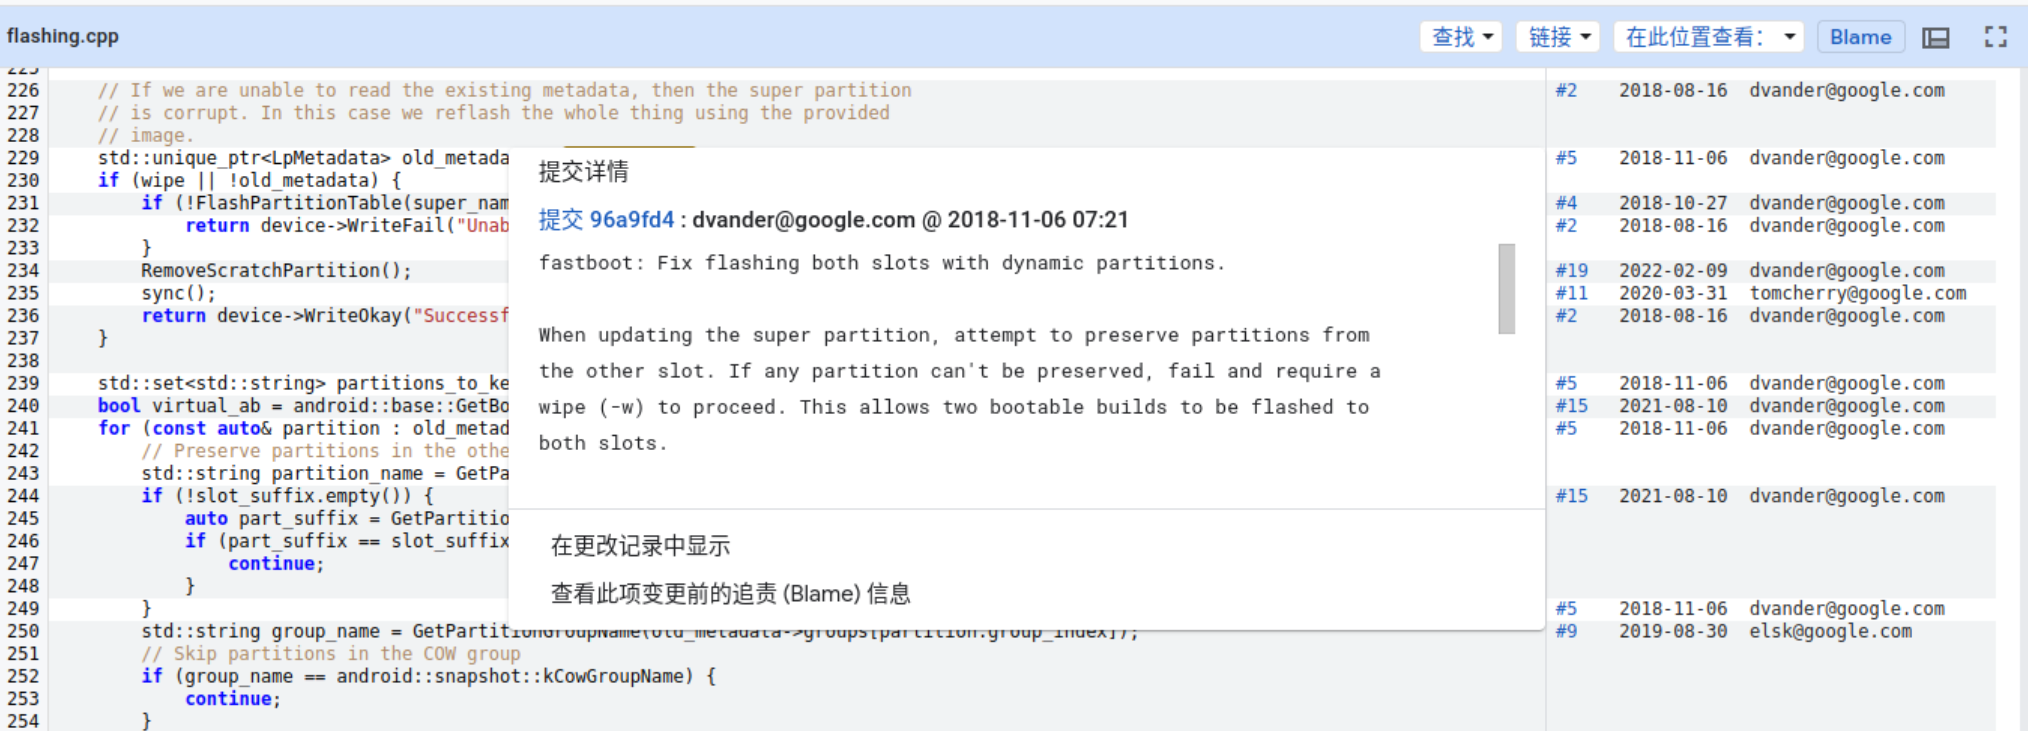 flashing.cpp 查找 链接 在此位置查看： Blame
225
226 // If we are unable to read the existing metadata, then the super partition #2 2018-08-16 dvander@google.com
227 // is corrupt. In this case we reflash the whole thing using the provided
228 // image.
229 std::unique_ptr<LpMetadata> old_metada #5 2018-11-06 dvander@google.com
提交详情
230 if (wipe || !old_metadata) {
231 if (!FlashPartitionTable(super_nam #4 2018-10-27 dvander@google.com
提交 96a9fd4 : dvander@google.com @ 2018-11-06 07:21
232 return device->WriteFail("Unab #2 2018-08-16 dvander@google.com
233 }
fastboot: Fix flashing both slots with dynamic partitions.
234 RemoveScratchPartition(); #19 2022-02-09 dvander@google.com
235 sync(); #11 2020-03-31 tomcherry@google.com
236 return device->WriteOkay("Successf #2 2018-08-16 dvander@google.com
When updating the super partition, attempt to preserve partitions from
237 }
238
the other slot. If any partition can't be preserved, fail and require a
239 std::set<std::string> partitions_to_ke #5 2018-11-06 dvander@google.com
240 bool virtual_ab = android::base::GetBo #15 2021-08-10 dvander@google.com
wipe (-w) to proceed. This allows two bootable builds to be flashed to
241 for (const auto& partition : old_metad #5 2018-11-06 dvander@google.com
both slots.
242 // Preserve partitions in the othe
243 std::string partition_name = GetPa
244 if (!slot_suffix.empty()) { #15 2021-08-10 dvander@google.com
245 auto part_suffix = GetPartitio
246 if (part_suffix == slot_suffix
在更改记录中显示
247 continue;
248 }
查看此项变更前的追责 (Blame) 信息
249 } #5 2018-11-06 dvander@google.com
250 std::string group_name = GetPartitionGroupName(old_metadata->groups[partition.group_index]); #9 2019-08-30 elsk@google.com
251 // Skip partitions in the COW group
252 if (group_name == android::snapshot::kCowGroupName) {
253 continue;
254 }